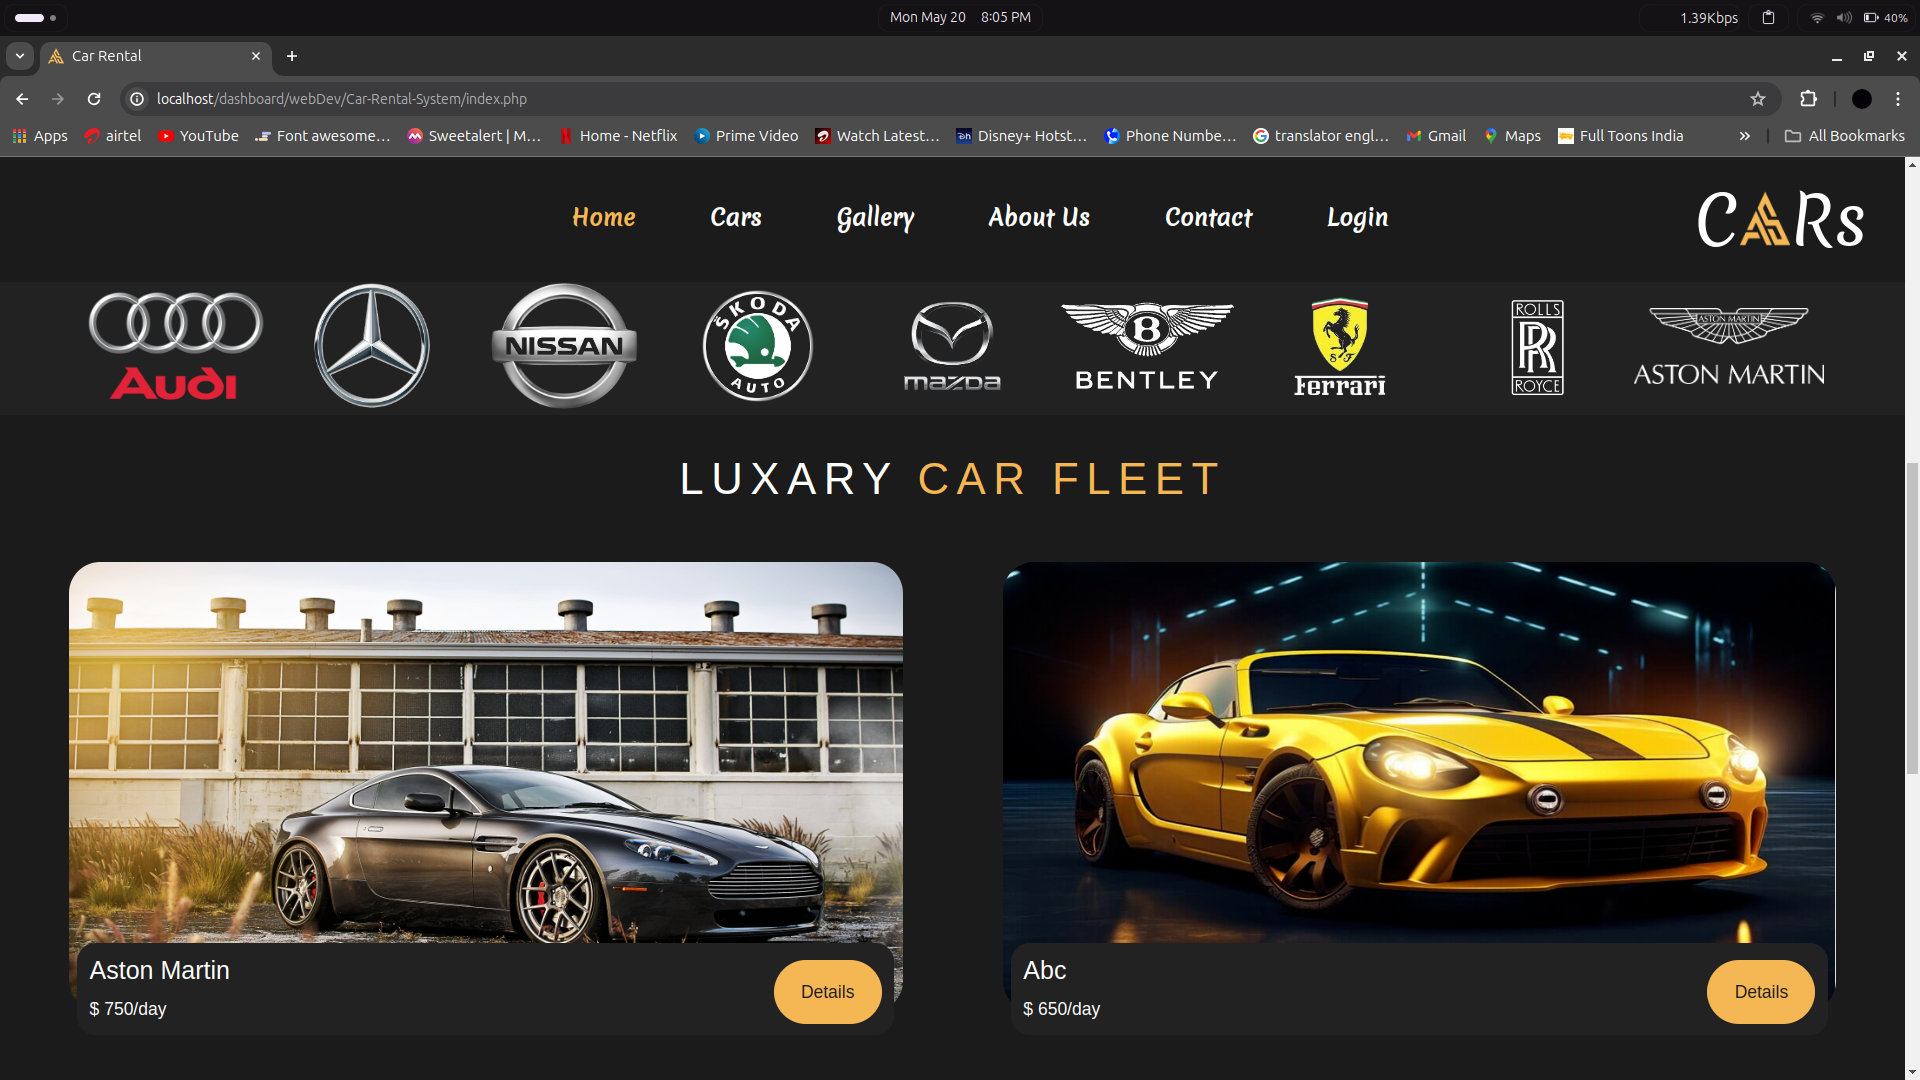 Mon May 20 8:05 PM
1.39Kbps
40%
Car Rental
localhost/dashboard/webDev/Car-Rental-System/index.php
Apps
airtel
YouTube
Font awesome…
Sweetalert | M…
Home - Netflix
Prime Video
Watch Latest…
Disney+ Hotst…
Phone Numbe…
translator engl…
Gmail
Maps
Full Toons India
»
All Bookmarks
Home
Cars
Gallery
About Us
Contact
Login
CARs
Audi
NISSAN
ŠKODA
AUTO
mazda
B
BENTLEY
S F
Ferrari
ROLLS
RR
ROYCE
ASTON MARTIN
ASTON MARTIN
LUXARY CAR FLEET
Aston Martin
$ 750/day
Details
Abc
$ 650/day
Details